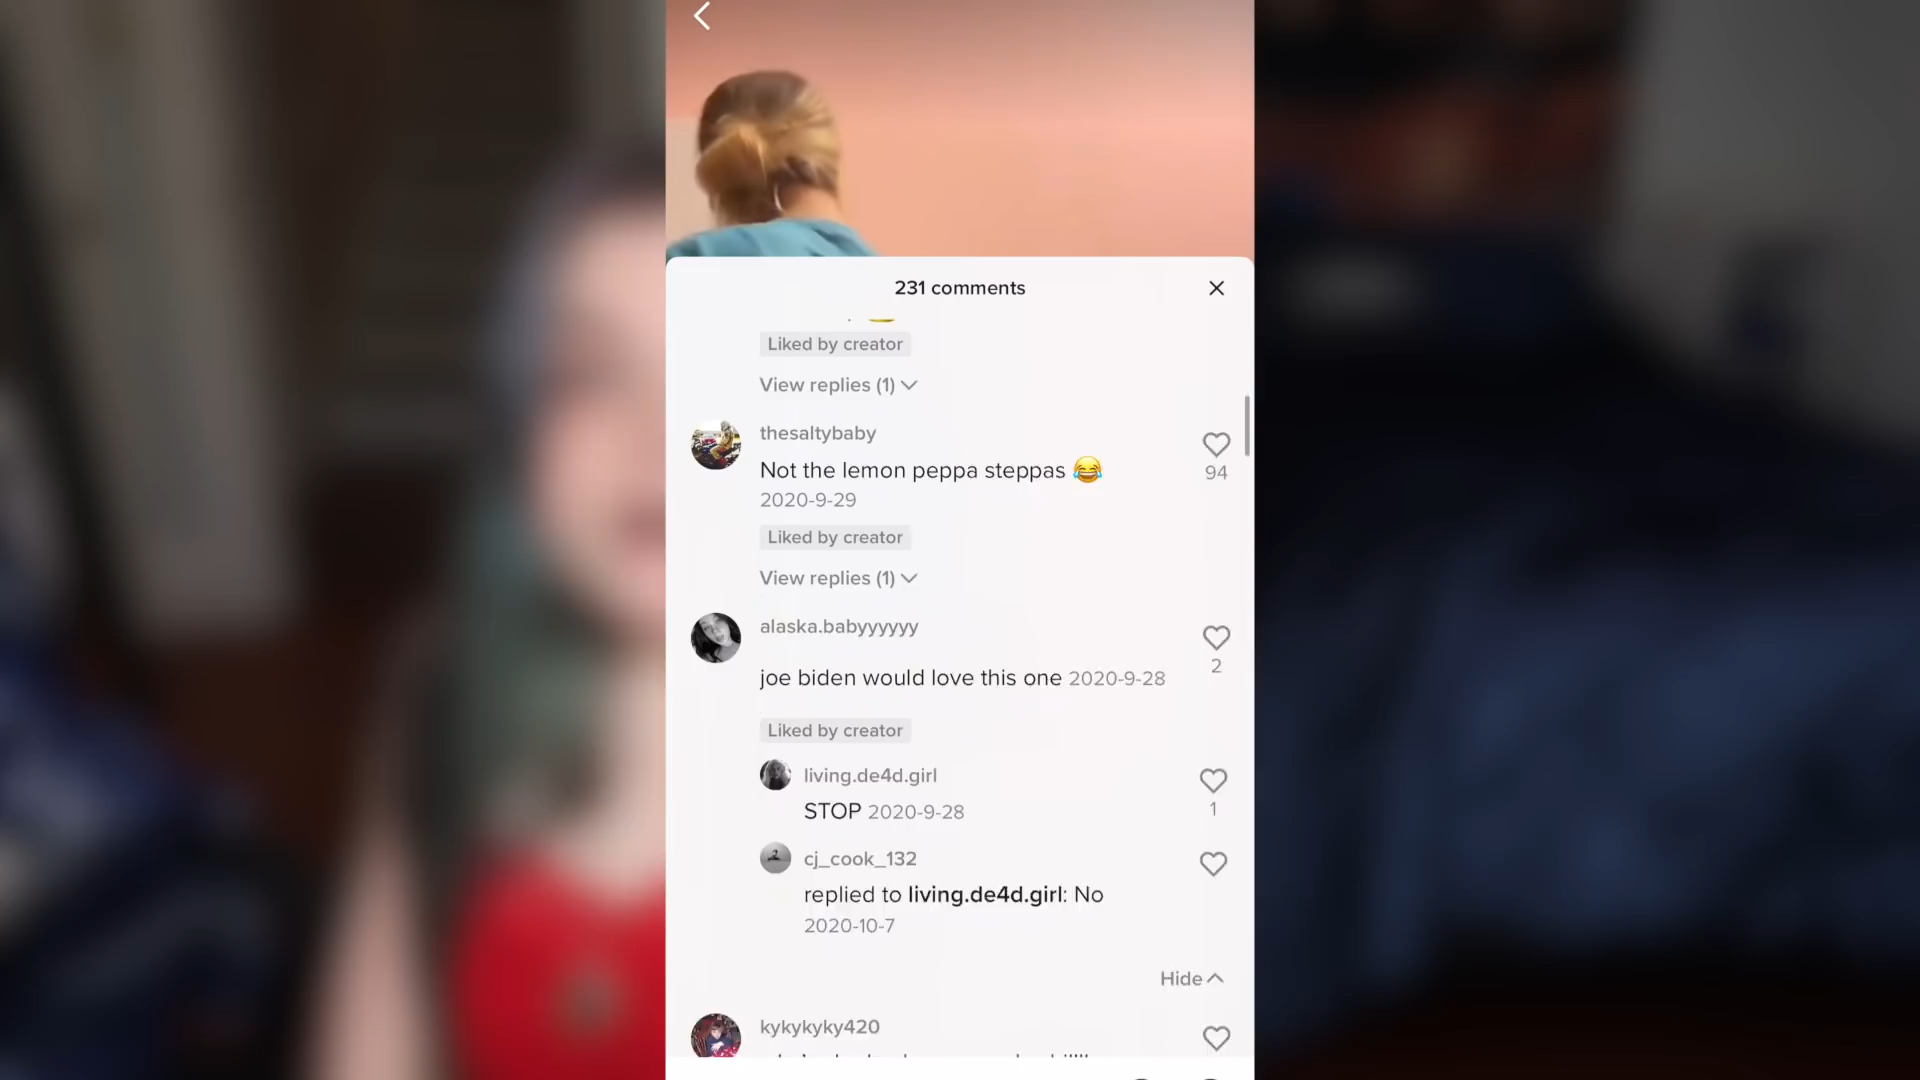 231 comments
Liked by creator
View replies (1)
thesaltybaby
Not the lemon peppa steppas 😂
94
2020-9-29
Liked by creator
View replies (1)
alaska.babyyyyyy
2
joe biden would love this one 2020-9-28
Liked by creator
living.de4d.girl
STOP 2020-9-28
1
cj_cook_132
replied to living.de4d.girl: No
2020-10-7
Hide
kykykyky420